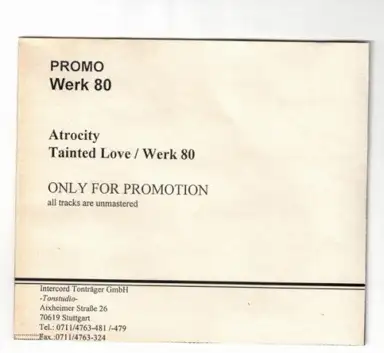 PROMO
Werk 80
Atrocity
Tainted Love / Werk 80
ONLY FOR PROMOTION
all tracks are unmastered
Intercord Tonträger GmbH
-Tonstudio-
Aixheimer Straße 26
70619 Stuttgart
Tel.: 0711/4763-481 /-479
Fax.:0711/4763-324